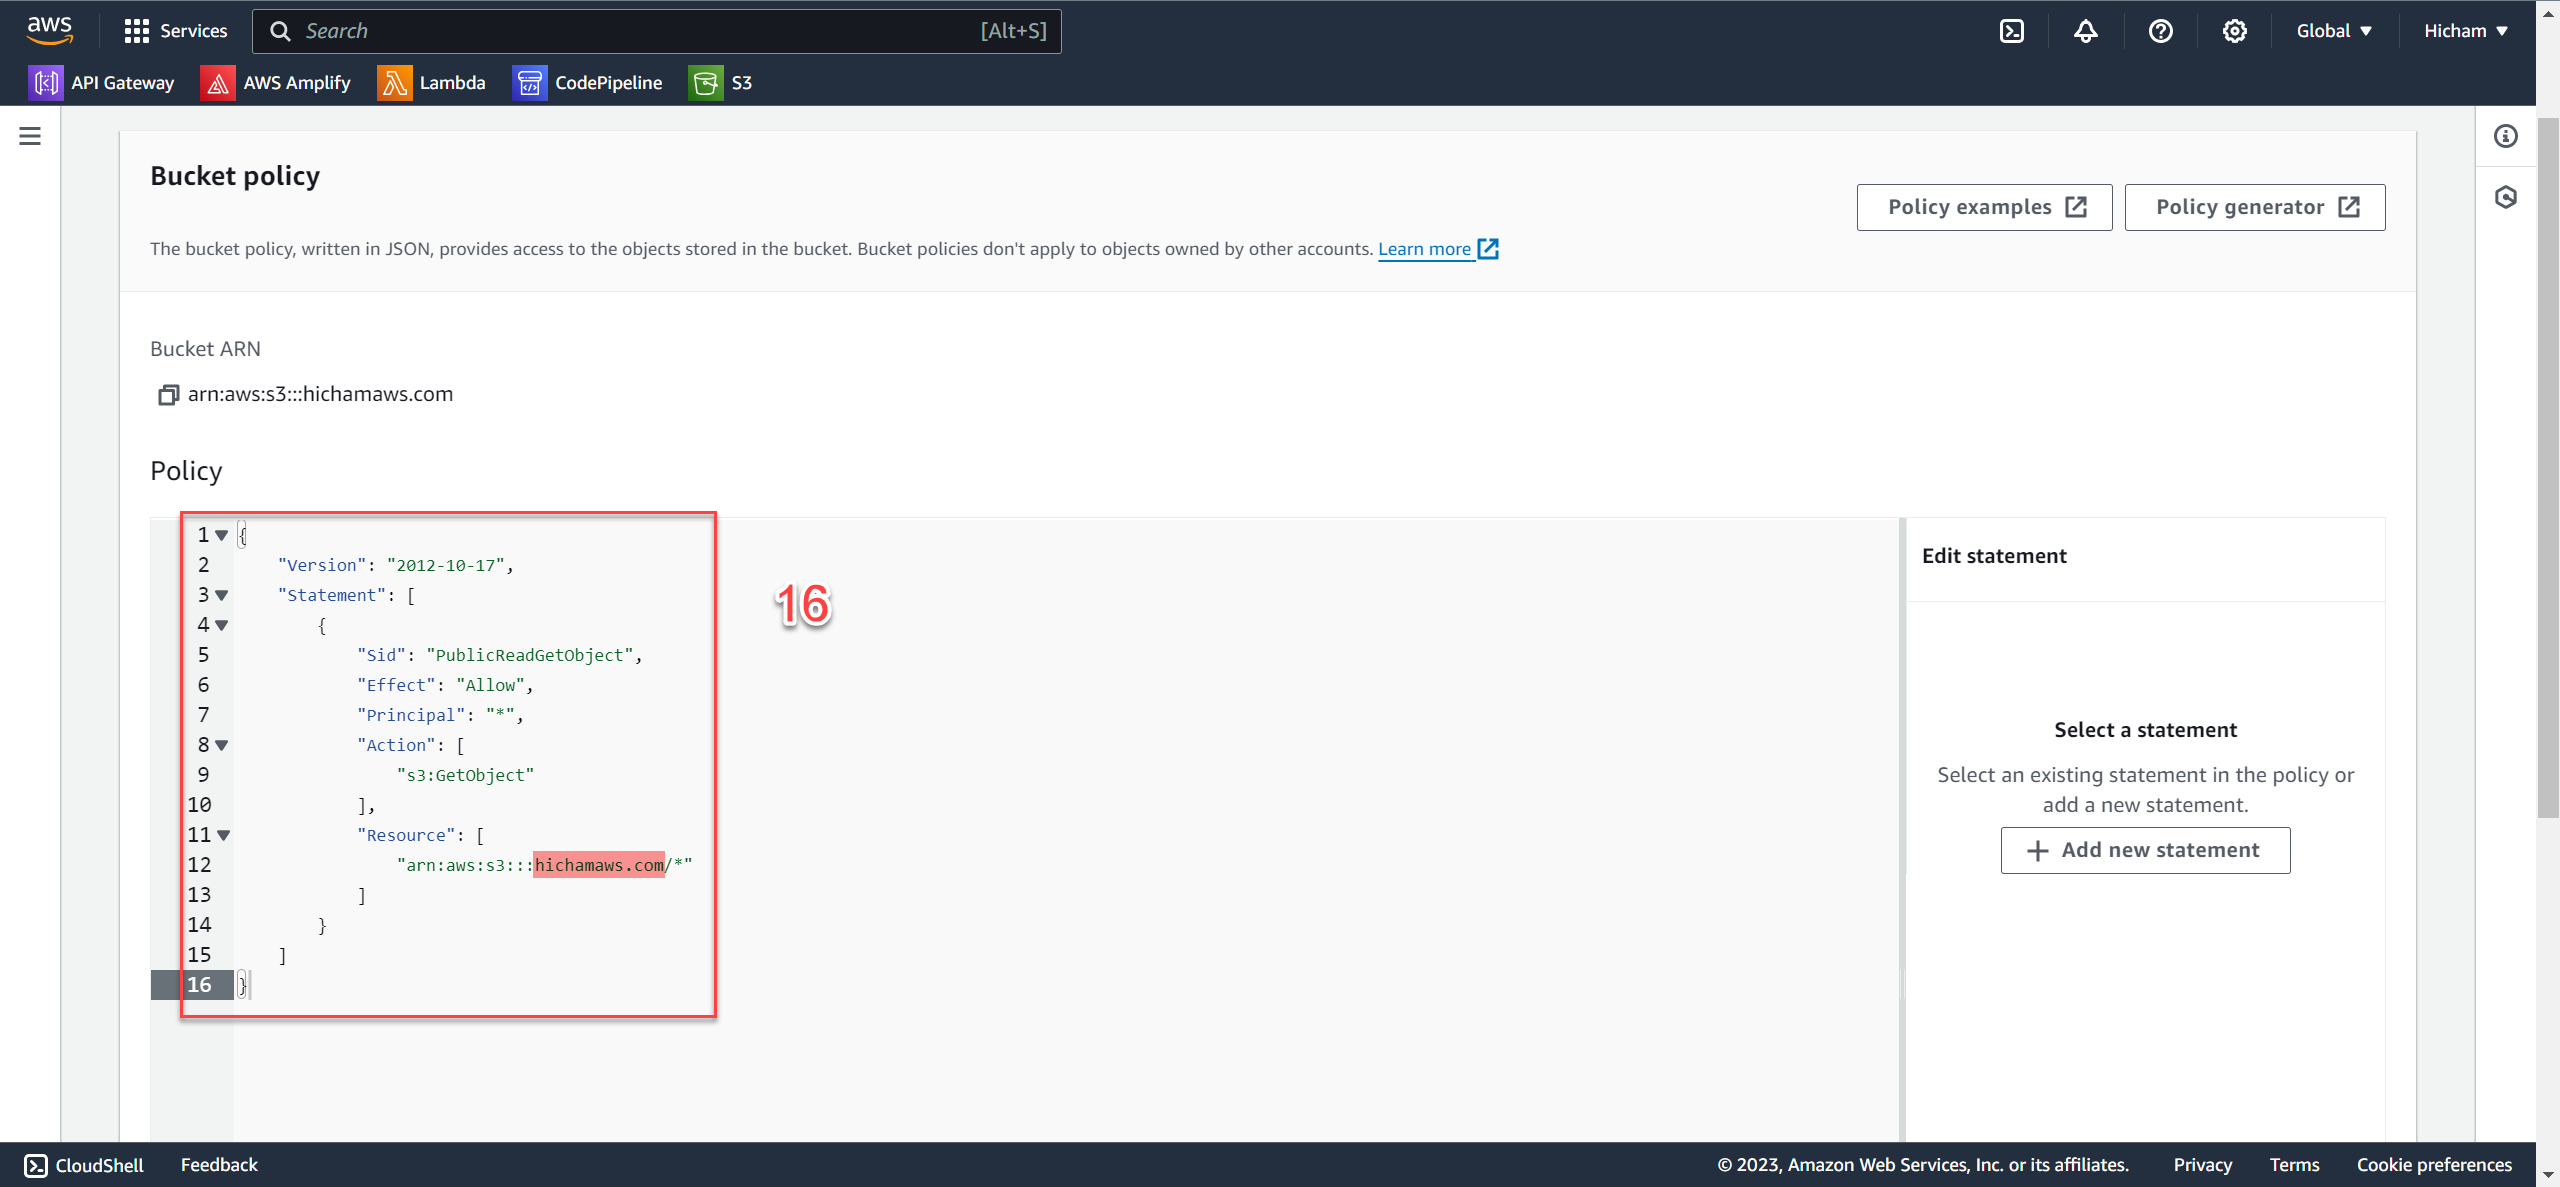 aws
Services
Search
[Alt+S]
Global
Hicham
API Gateway
AWS Amplify
Lambda
CodePipeline
S3
Bucket policy
Policy examples
Policy generator
The bucket policy, written in JSON, provides access to the objects stored in the bucket. Bucket policies don't apply to objects owned by other accounts. Learn more
Bucket ARN
arn:aws:s3:::hichamaws.com
Policy
1 {
2     "Version": "2012-10-17",
3     "Statement": [
4         {
5             "Sid": "PublicReadGetObject",
6             "Effect": "Allow",
7             "Principal": "*",
8             "Action": [
9                 "s3:GetObject"
10             ],
11             "Resource": [
12                 "arn:aws:s3:::hichamaws.com/*"
13             ]
14         }
15     ]
16 }
16
Edit statement
Select a statement
Select an existing statement in the policy or
add a new statement.
Add new statement
CloudShell
Feedback
© 2023, Amazon Web Services, Inc. or its affiliates.
Privacy
Terms
Cookie preferences